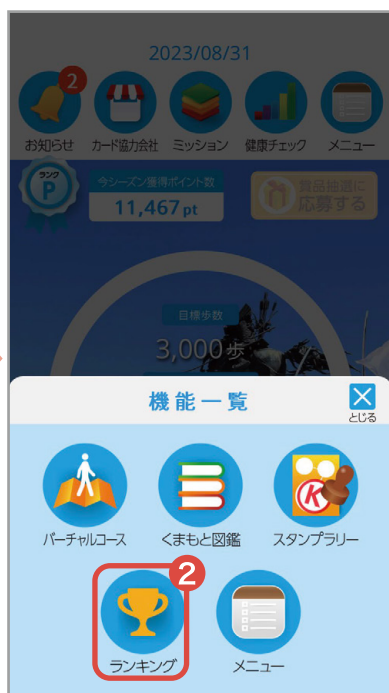 2023/08/31
2
お知らせ カード協力会社 ミッション 健康チェック メニュー
ランク
P
今シーズン獲得ポイント数
11,467 pt
賞品抽選に
応募する
目標歩数
3,000歩
機能一覧
とじる
バーチャルコース くまもと図鑑 スタンプラリー
K
2
ランキング メニュー